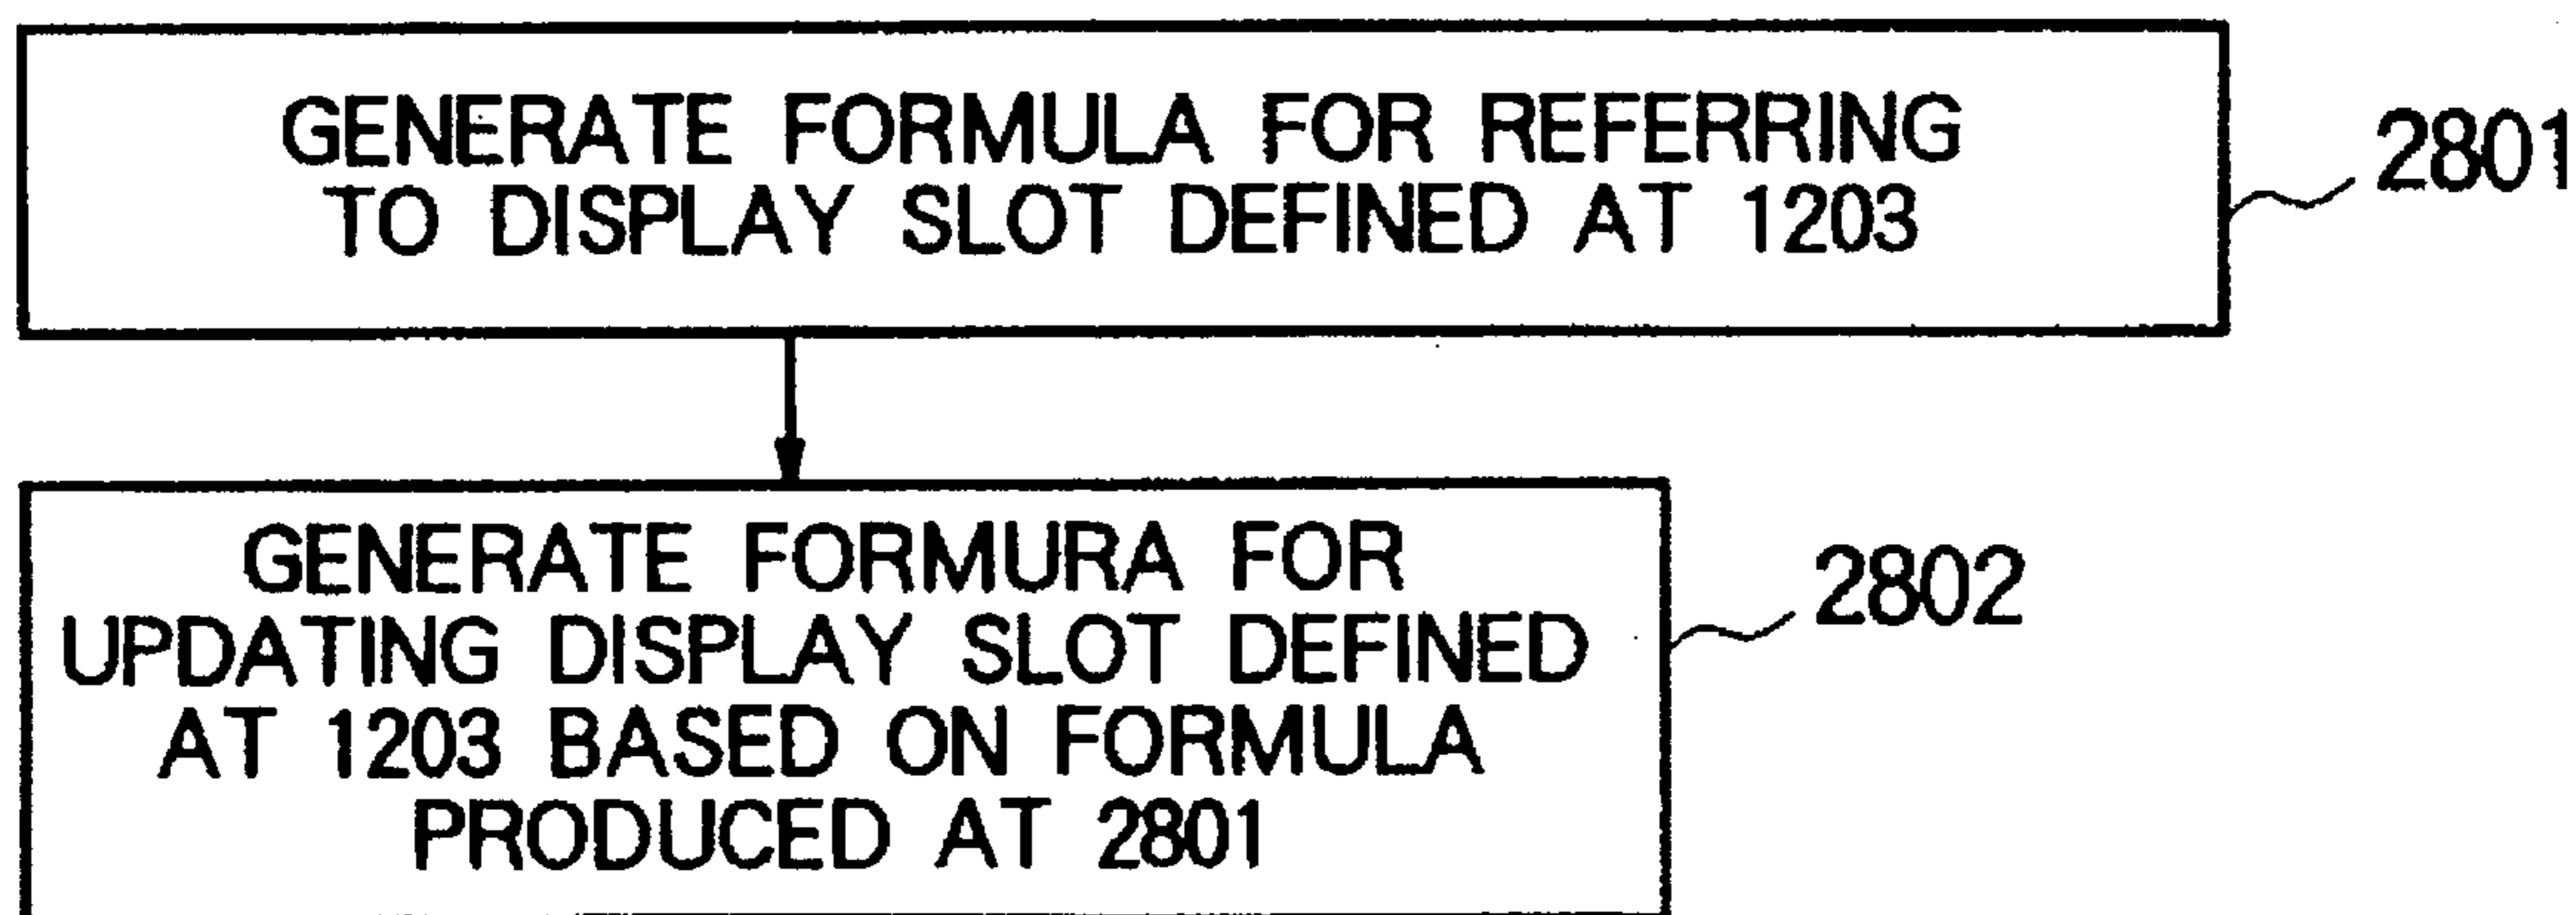 GENERATE FORMULA FOR REFERRING
TO DISPLAY SLOT DEFINED AT 1203
2801
GENERATE FORMURA FOR
UPDATING DISPLAY SLOT DEFINED
AT 1203 BASED ON FORMULA
PRODUCED AT 2801
2802